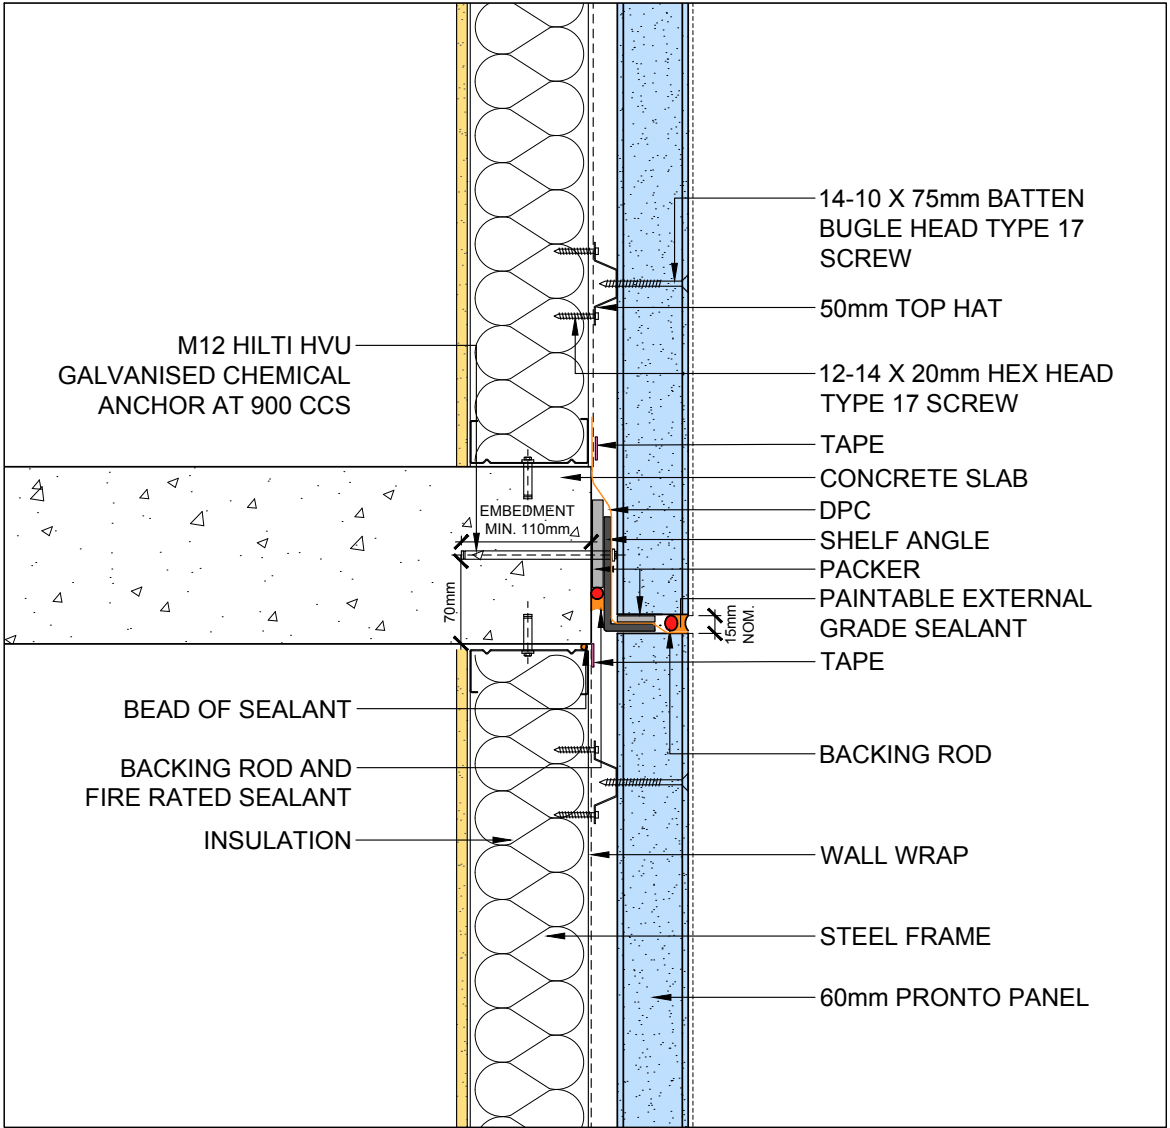 14-10 X 75mm BATTEN
BUGLE HEAD TYPE 17
SCREW
50mm TOP HAT
M12 HILTI HVU
GALVANISED CHEMICAL
ANCHOR AT 900 CCS
12-14 X 20mm HEX HEAD
TYPE 17 SCREW
TAPE
CONCRETE SLAB
EMBEDMENT
MIN. 110mm
DPC
SHELF ANGLE
PACKER
PAINTABLE EXTERNAL
GRADE SEALANT
70mm
15mm
NOM.
TAPE
BEAD OF SEALANT
BACKING ROD AND
FIRE RATED SEALANT
BACKING ROD
INSULATION
WALL WRAP
STEEL FRAME
60mm PRONTO PANEL